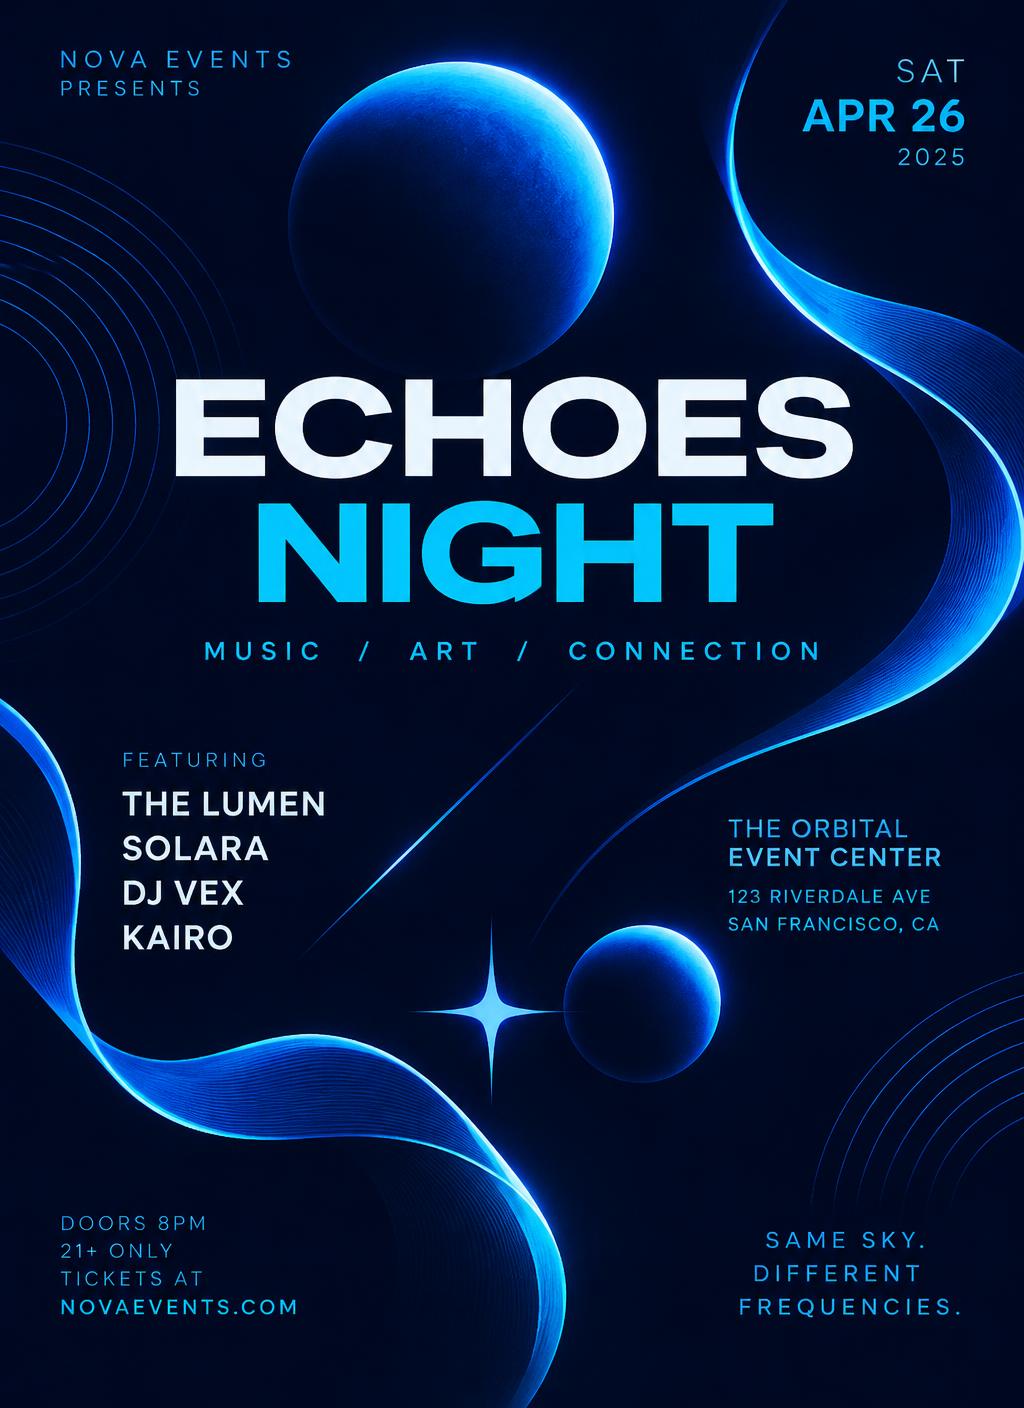 NOVA EVENTS
PRESENTS
SAT
APR 26
2025
ECHOES
NIGHT
MUSIC / ART / CONNECTION
FEATURING
THE LUMEN
SOLARA
DJ VEX
KAIRO
THE ORBITAL
EVENT CENTER
123 RIVERDALE AVE
SAN FRANCISCO, CA
DOORS 8PM
21+ ONLY
TICKETS AT
NOVAEVENTS.COM
SAME SKY.
DIFFERENT
FREQUENCIES.